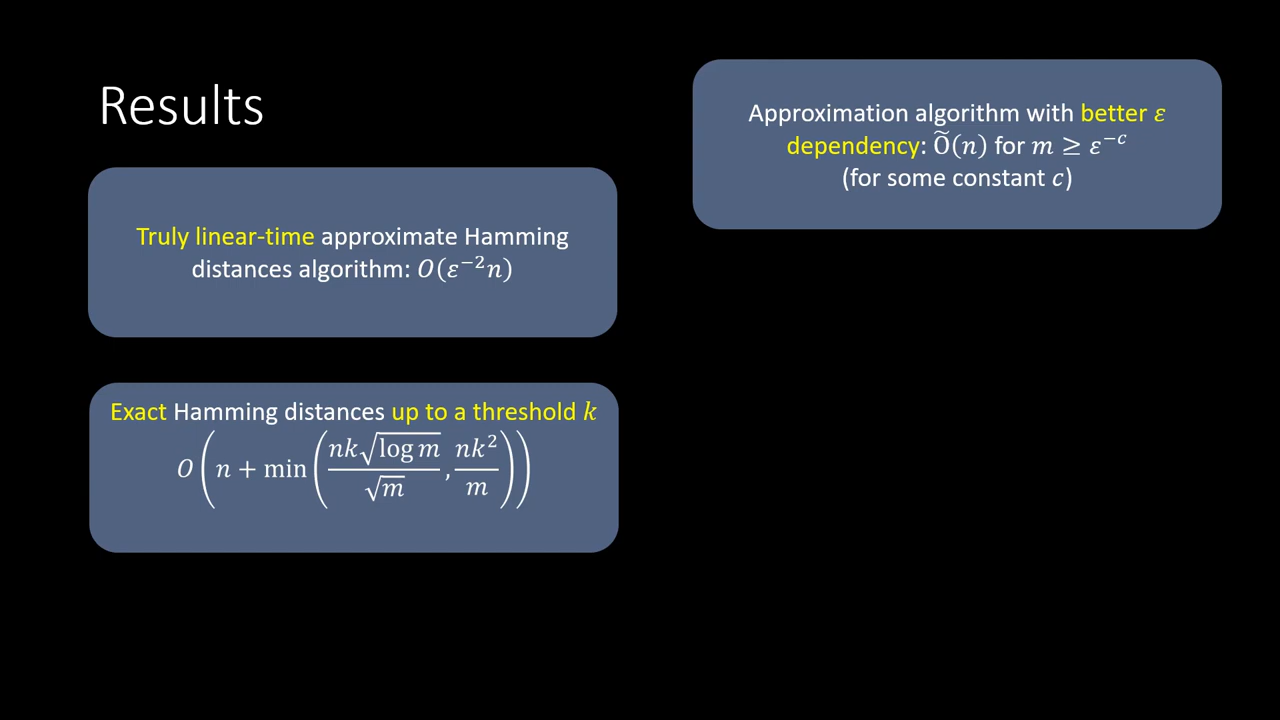 Results
Truly linear-time approximate Hamming
distances algorithm: O(ε⁻²n)
Exact Hamming distances up to a threshold k
O(n + min(nk√(log m)/√m, nk²/m))
Approximation algorithm with better ε
dependency: Õ(n) for m ≥ ε⁻ᶜ
(for some constant c)